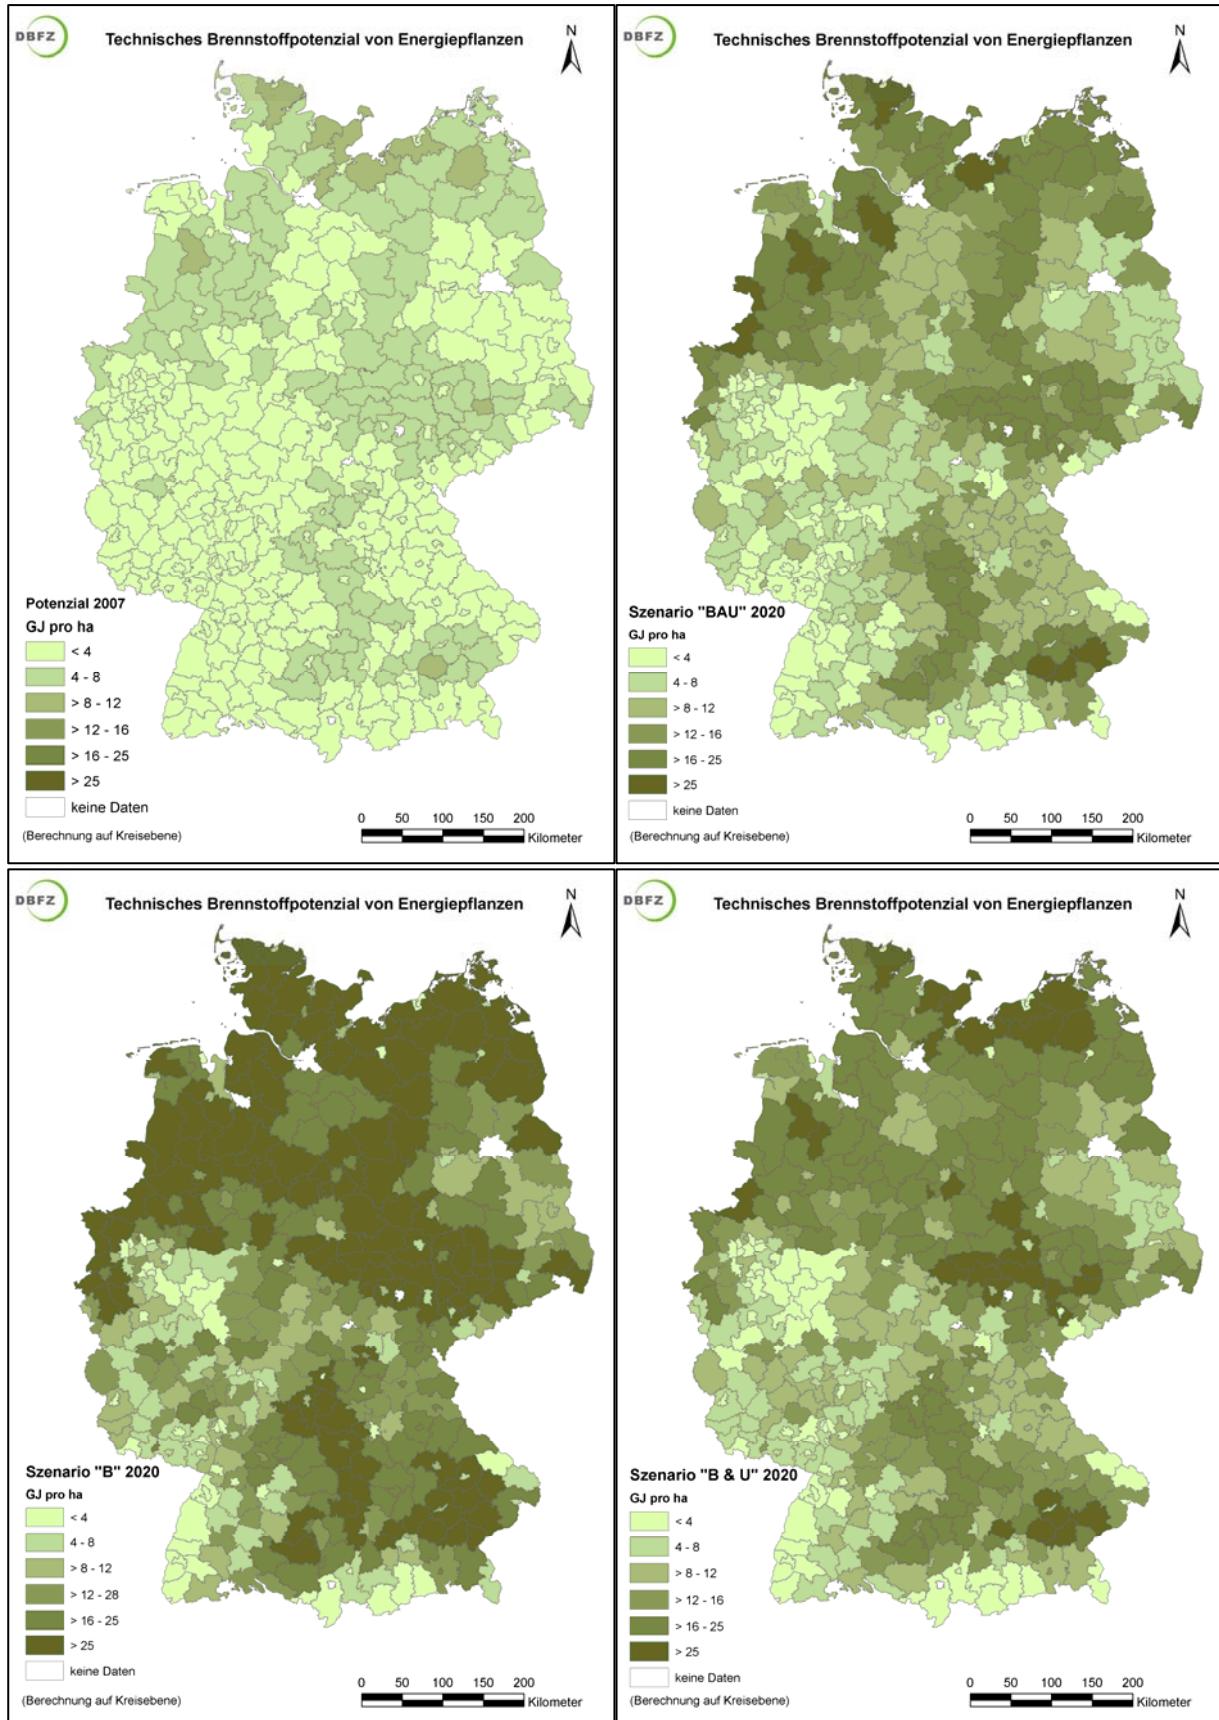 DBFZ
Technisches Brennstoffpotenzial von Energiepflanzen
N
Potenzial 2007
GJ pro ha
< 4
4 - 8
> 8 - 12
> 12 - 16
> 16 - 25
> 25
keine Daten
(Berechnung auf Kreisebene)
0 50 100 150 200
Kilometer
DBFZ
Technisches Brennstoffpotenzial von Energiepflanzen
N
Szenario "BAU" 2020
GJ pro ha
< 4
4 - 8
> 8 - 12
> 12 - 16
> 16 - 25
> 25
keine Daten
(Berechnung auf Kreisebene)
0 50 100 150 200
Kilometer
DBFZ
Technisches Brennstoffpotenzial von Energiepflanzen
N
Szenario "B" 2020
GJ pro ha
< 4
4 - 8
> 8 - 12
> 12 - 28
> 16 - 25
> 25
keine Daten
(Berechnung auf Kreisebene)
0 50 100 150 200
Kilometer
DBFZ
Technisches Brennstoffpotenzial von Energiepflanzen
N
Szenario "B & U" 2020
GJ pro ha
< 4
4 - 8
> 8 - 12
> 12 - 16
> 16 - 25
> 25
keine Daten
(Berechnung auf Kreisebene)
0 50 100 150 200
Kilometer